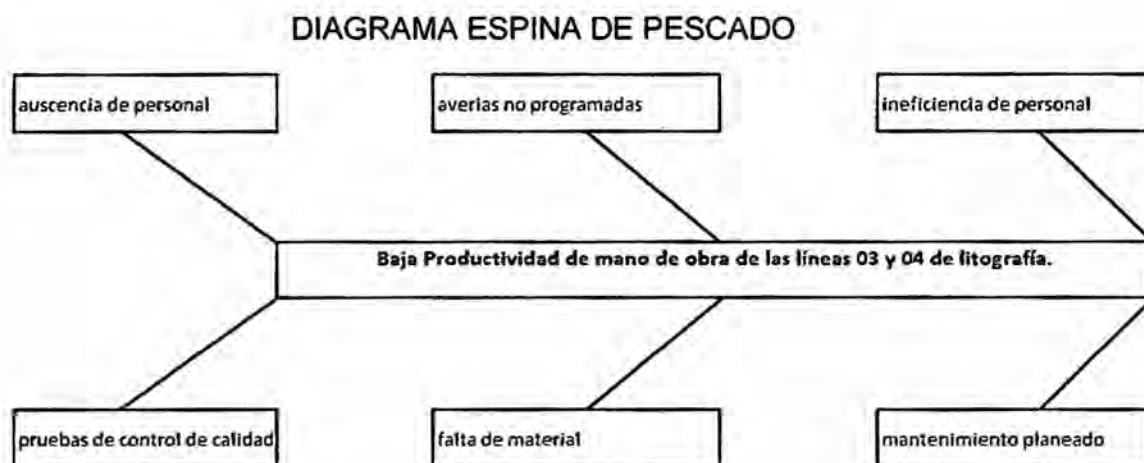 DIAGRAMA ESPINA DE PESCADO
auscencia de personal
averias no programadas
ineficiencia de personal
Baja Productividad de mano de obra de las líneas 03 y 04 de litografía.
pruebas de control de calidad
falta de material
mantenimiento planeado